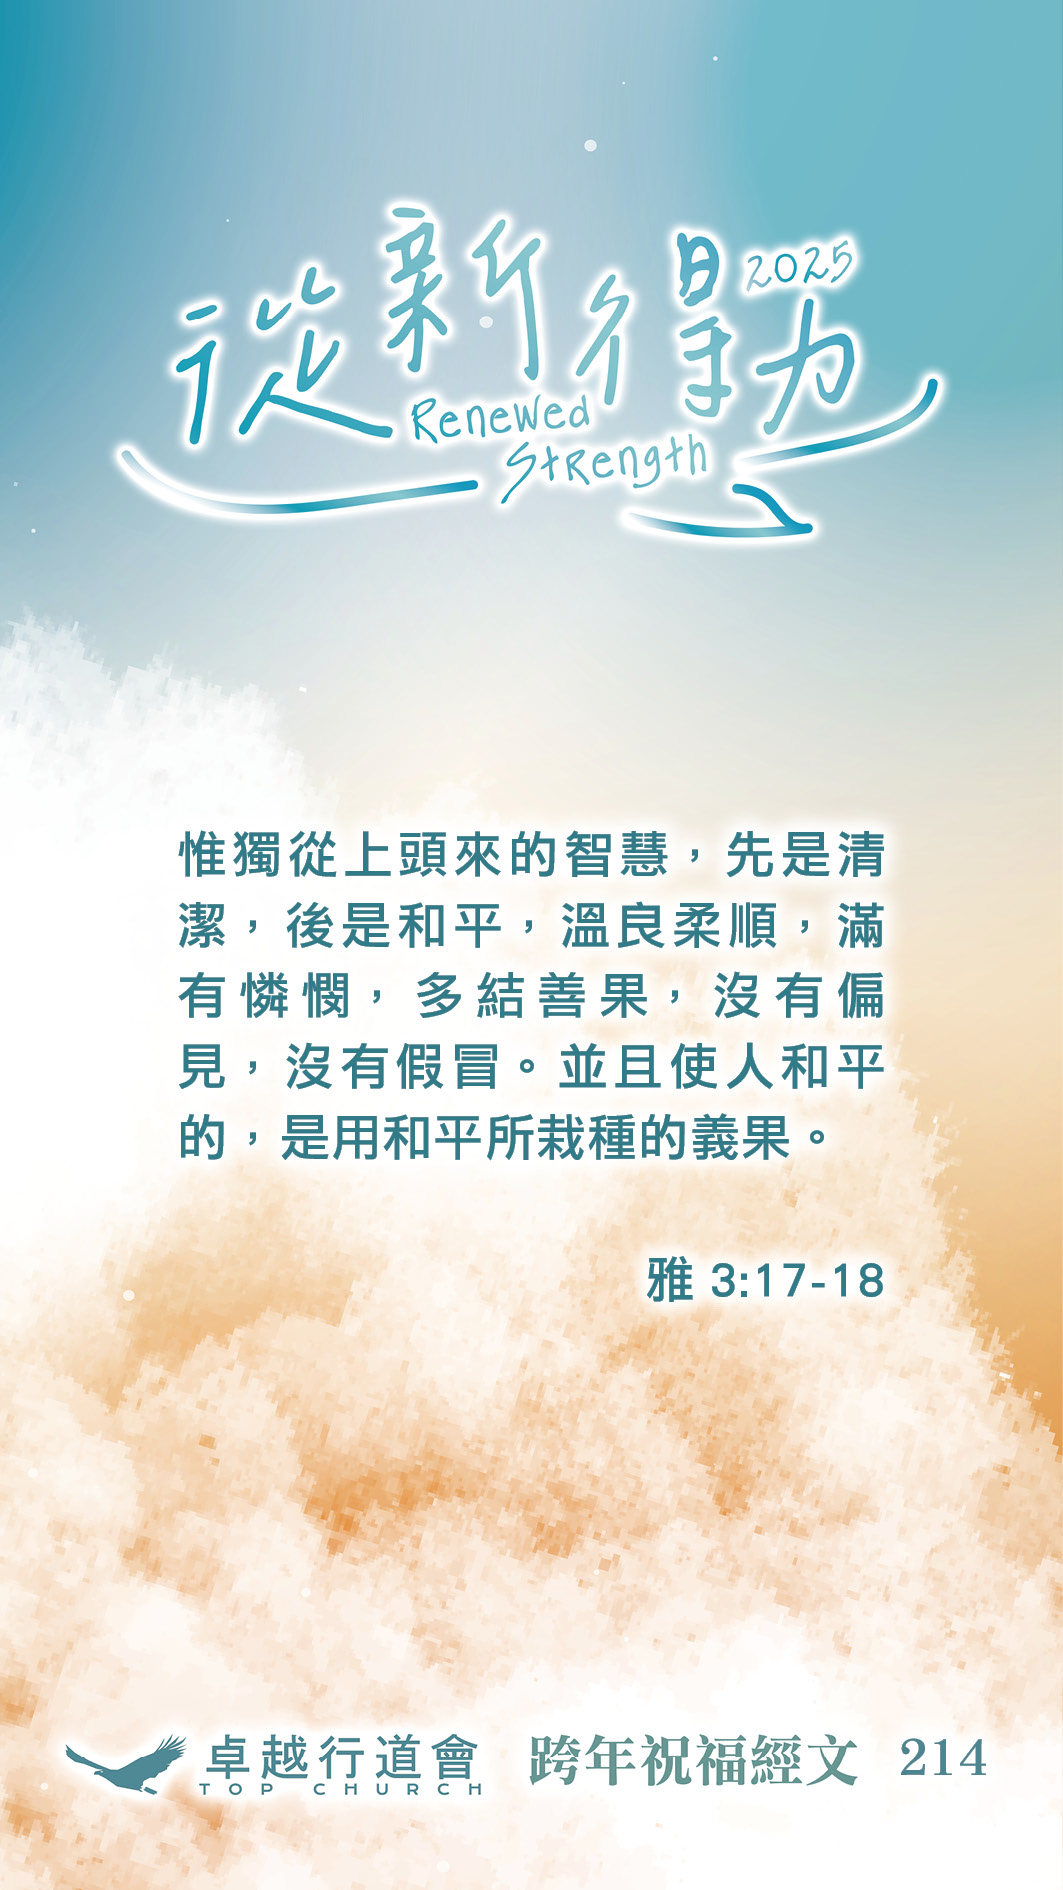 從新得力 2025
Renewed
Strength
惟獨從上頭來的智慧，先是清
潔，後是和平，溫良柔順，滿
有憐憫，多結善果，沒有偏
見，沒有假冒。並且使人和平
的，是用和平所栽種的義果。
雅 3:17-18
卓越行道會 跨年祝福經文 214
TOP CHURCH